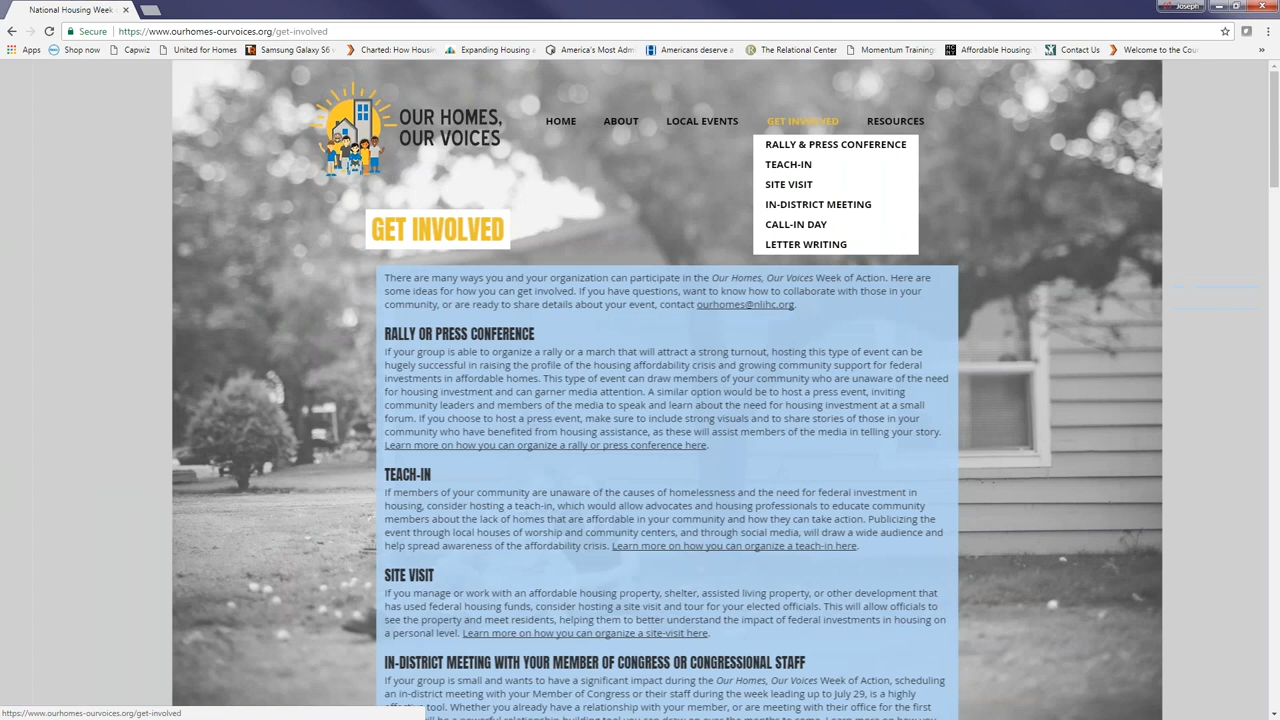 National Housing Week
Joseph
Secure
https://www.ourhomes-ourvoices.org/get-involved
Apps Shop now Capwiz United for Homes Samsung Galaxy S6 Charted: How Housi Expanding Housing a America's Most Adm Americans deserve a The Relational Center Momentum Training: Affordable Housing: Contact Us Welcome to the Cou
OUR HOMES,
OUR VOICES
HOME ABOUT LOCAL EVENTS GET INVOLVED RESOURCES
RALLY & PRESS CONFERENCE
TEACH-IN
SITE VISIT
IN-DISTRICT MEETING
CALL-IN DAY
LETTER WRITING
GET INVOLVED
There are many ways you and your organization can participate in the Our Homes, Our Voices Week of Action. Here are
some ideas for how you can get involved. If you have questions, want to know how to collaborate with those in your
community, or are ready to share details about your event, contact ourhomes@nlihc.org.
RALLY OR PRESS CONFERENCE
If your group is able to organize a rally or a march that will attract a strong turnout, hosting this type of event can be
hugely successful in raising the profile of the housing affordability crisis and growing community support for federal
investments in affordable homes. This type of event can draw members of your community who are unaware of the need
for housing investment and can garner media attention. A similar option would be to host a press event, inviting
community leaders and members of the media to speak and learn about the need for housing investment at a small
forum. If you choose to host a press event, make sure to include strong visuals and to share stories of those in your
community who have benefited from housing assistance, as these will assist members of the media in telling your story.
Learn more on how you can organize a rally or press conference here.
TEACH-IN
If members of your community are unaware of the causes of homelessness and the need for federal investment in
housing, consider hosting a teach-in, which would allow advocates and housing professionals to educate community
members about the lack of homes that are affordable in your community and how they can take action. Publicizing the
event through local houses of worship and community centers, and through social media, will draw a wide audience and
help spread awareness of the affordability crisis. Learn more on how you can organize a teach-in here.
SITE VISIT
If you manage or work with an affordable housing property, shelter, assisted living property, or other development that
has used federal housing funds, consider hosting a site visit and tour for your elected officials. This will allow officials to
see the property and meet residents, helping them to better understand the impact of federal investments in housing on
a personal level. Learn more on how you can organize a site-visit here.
IN-DISTRICT MEETING WITH YOUR MEMBER OF CONGRESS OR CONGRESSIONAL STAFF
If your group is small and wants to have a significant impact during the Our Homes, Our Voices Week of Action, scheduling
an in-district meeting with your Member of Congress or their staff during the week leading up to July 29, is a highly
tool. Whether you already have a relationship with your member, or are meeting with their office for the first
https://www.ourhomes-ourvoices.org/get-involved